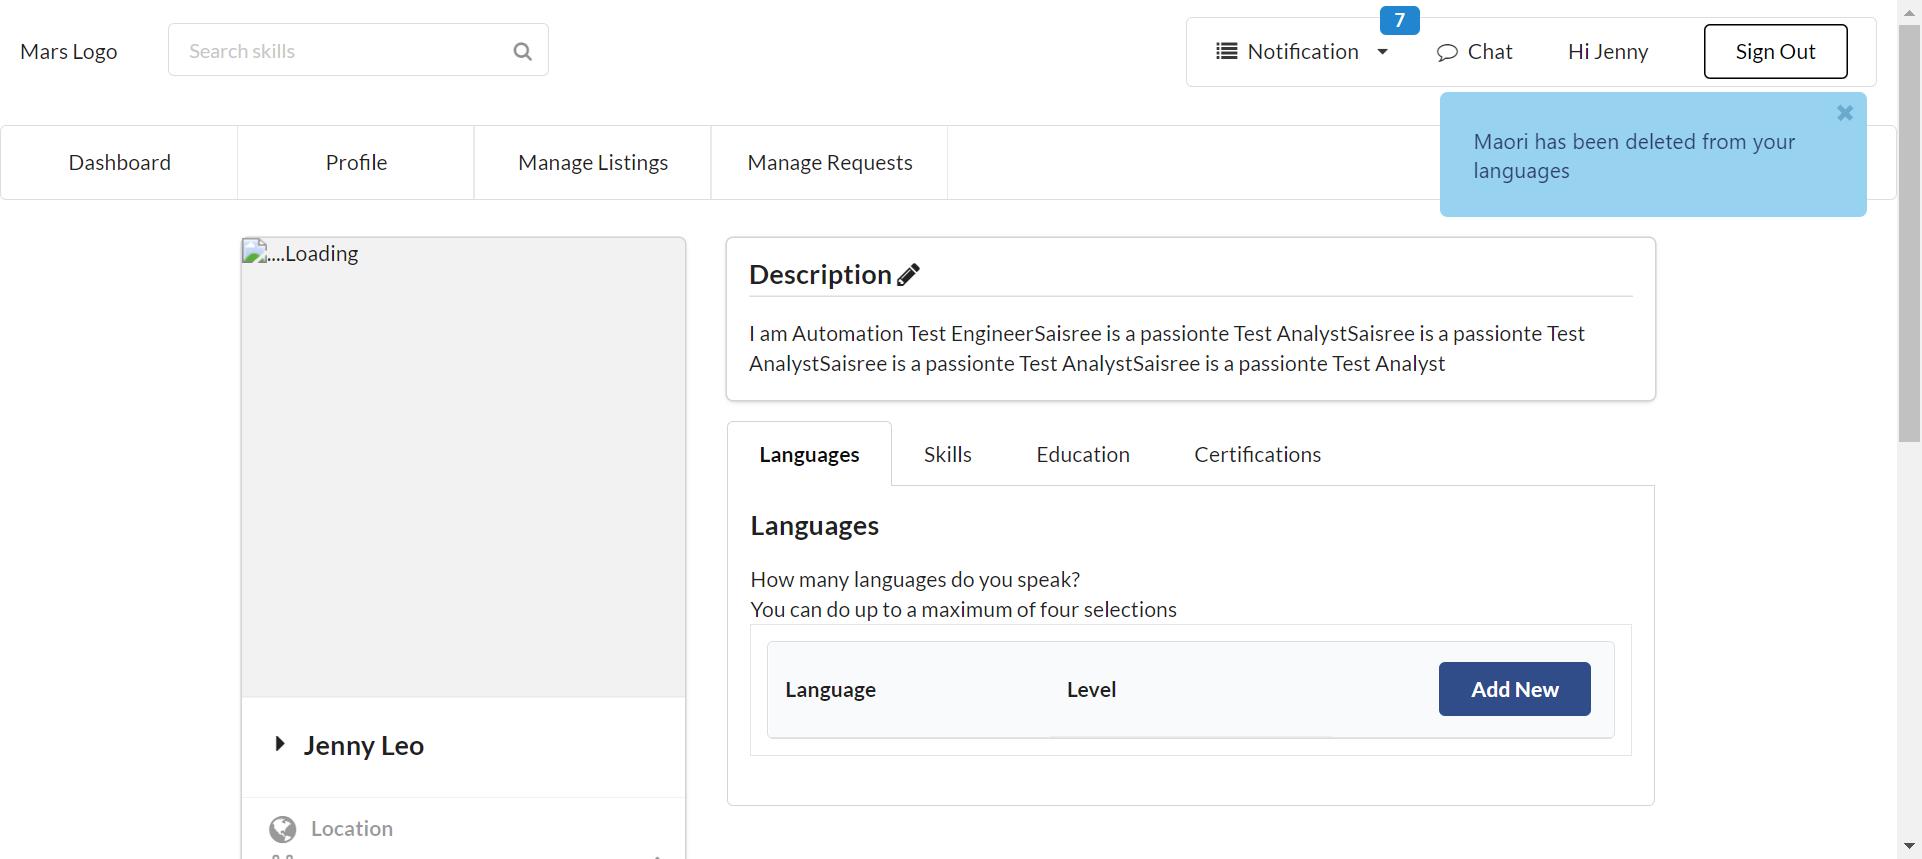 Mars Logo
Search skills
Notification
7
Chat
Hi Jenny
Sign Out
Dashboard
Profile
Manage Listings
Manage Requests
Maori has been deleted from your
languages
....Loading
Description
I am Automation Test EngineerSaisree is a passionte Test AnalystSaisree is a passionte Test
AnalystSaisree is a passionte Test AnalystSaisree is a passionte Test Analyst
Languages
Skills
Education
Certifications
Languages
How many languages do you speak?
You can do up to a maximum of four selections
Language
Level
Add New
Jenny Leo
Location